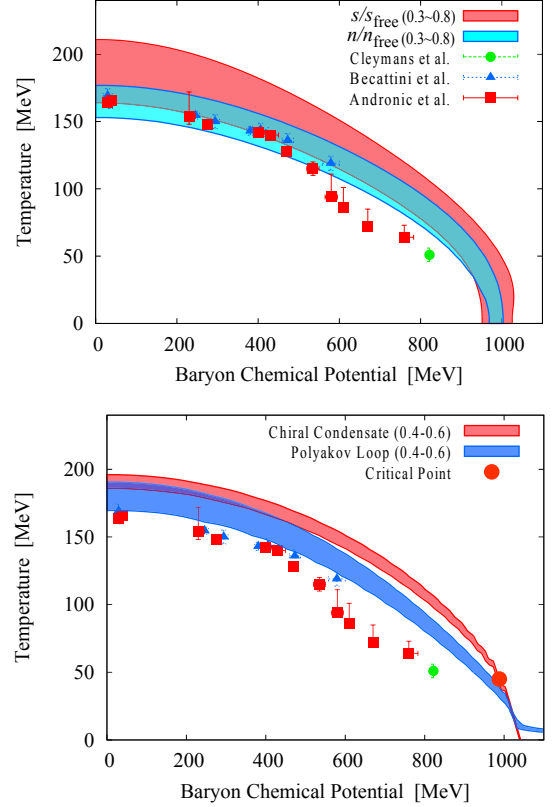 s/s_free (0.3~0.8)
n/n_free (0.3~0.8)
Cleymans et al.
Becattini et al.
Andronic et al.
Temperature [MeV]
200
150
100
50
0
0 200 400 600 800 1000
Baryon Chemical Potential [MeV]
Chiral Condensate (0.4-0.6)
Polyakov Loop (0.4-0.6)
Critical Point
Temperature [MeV]
200
150
100
50
0
0 200 400 600 800 1000
Baryon Chemical Potential [MeV]